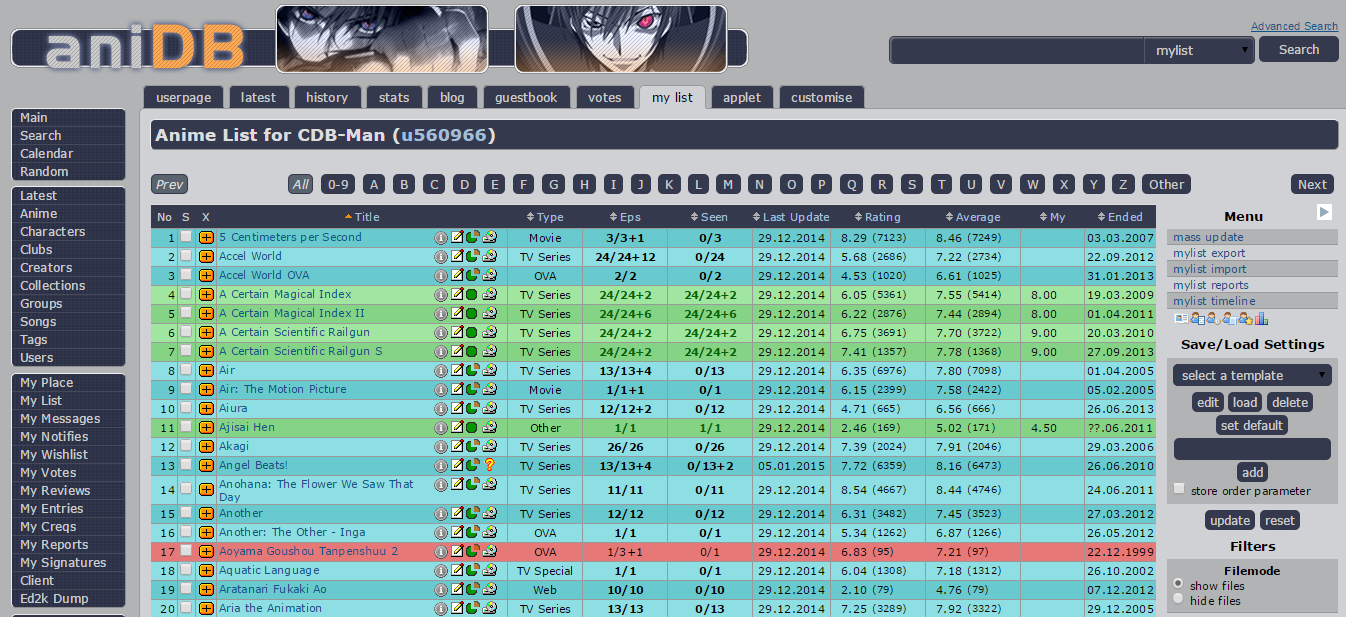 aniDB
Advanced Search
mylist
Search
userpage latest history stats blog guestbook votes my list applet customise
Main
Search
Calendar
Random
Latest
Anime
Characters
Clubs
Creators
Collections
Groups
Songs
Tags
Users
My Place
My List
My Messages
My Notifies
My Wishlist
My Votes
My Reviews
My Entries
My Creqs
My Reports
My Signatures
Client
Ed2k Dump
Anime List for CDB-Man (u560966)
Prev All 0-9 A B C D E F G H I J K L M N O P Q R S T U V W X Y Z Other Next
No S X Title Type Eps Seen Last Update Rating Average My Ended
1 5 Centimeters per Second Movie 3/3+1 0/3 29.12.2014 8.29 (7123) 8.46 (7249) 03.03.2007
2 Accel World TV Series 24/24+12 0/24 29.12.2014 5.68 (2686) 7.22 (2734) 22.09.2012
3 Accel World OVA OVA 2/2 0/2 29.12.2014 4.53 (1020) 6.61 (1025) 31.01.2013
4 A Certain Magical Index TV Series 24/24+2 24/24+2 29.12.2014 6.05 (5361) 7.55 (5414) 8.00 19.03.2009
5 A Certain Magical Index II TV Series 24/24+6 24/24+6 29.12.2014 6.22 (2876) 7.44 (2894) 8.00 01.04.2011
6 A Certain Scientific Railgun TV Series 24/24+2 24/24+2 29.12.2014 6.75 (3691) 7.70 (3722) 9.00 20.03.2010
7 A Certain Scientific Railgun S TV Series 24/24+2 24/24+2 29.12.2014 7.41 (1357) 7.78 (1368) 9.00 27.09.2013
8 Air TV Series 13/13+4 0/13 29.12.2014 6.35 (6976) 7.80 (7098) 01.04.2005
9 Air: The Motion Picture Movie 1/1+1 0/1 29.12.2014 6.15 (2399) 7.58 (2422) 05.02.2005
10 Aiura TV Series 12/12+2 0/12 29.12.2014 4.71 (665) 6.56 (666) 26.06.2013
11 Ajisai Hen Other 1/1 1/1 29.12.2014 2.46 (169) 5.02 (171) 4.50 ??.06.2011
12 Akagi TV Series 26/26 0/26 29.12.2014 7.39 (2024) 7.91 (2046) 29.03.2006
13 Angel Beats! TV Series 13/13+4 0/13+2 05.01.2015 7.72 (6359) 8.16 (6473) 26.06.2010
14 Anohana: The Flower We Saw That
Day TV Series 11/11 0/11 29.12.2014 8.54 (4667) 8.44 (4746) 24.06.2011
15 Another TV Series 12/12 0/12 29.12.2014 6.31 (3482) 7.45 (3523) 27.03.2012
16 Another: The Other - Inga OVA 1/1 0/1 29.12.2014 5.34 (1262) 6.87 (1266) 26.05.2012
17 Aoyama Goushou Tanpenshuu 2 OVA 1/3+1 0/1 29.12.2014 6.83 (95) 7.21 (97) 22.12.1999
18 Aquatic Language TV Special 1/1 0/1 29.12.2014 6.04 (1308) 7.18 (1312) 26.10.2002
19 Aratanari Fukaki Ao Web 10/10 0/10 29.12.2014 2.10 (79) 4.76 (79) 07.12.2012
20 Aria the Animation TV Series 13/13 0/13 29.12.2014 7.25 (3289) 7.92 (3322) 29.12.2005
Menu
mass update
mylist export
mylist import
mylist reports
mylist timeline
Save/Load Settings
select a template
edit load delete
set default
add
store order parameter
update reset
Filters
Filemode
show files
hide files